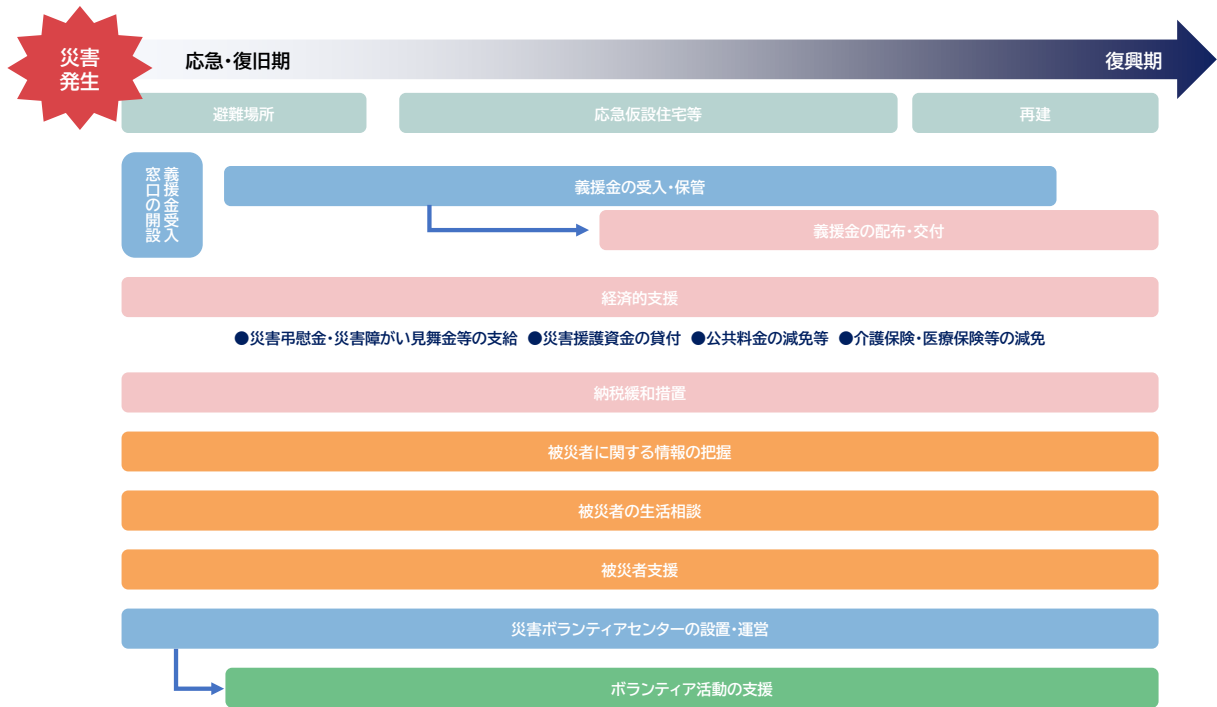 災害
発生
応急・復旧期
復興期
避難場所
応急仮設住宅等
再建
義援金受入
窓口の開設
義援金の受入・保管
義援金の配布・交付
経済的支援
●災害弔慰金・災害障がい見舞金等の支給 ●災害援護資金の貸付 ●公共料金の減免等 ●介護保険・医療保険等の減免
納税緩和措置
被災者に関する情報の把握
被災者の生活相談
被災者支援
災害ボランティアセンターの設置・運営
ボランティア活動の支援